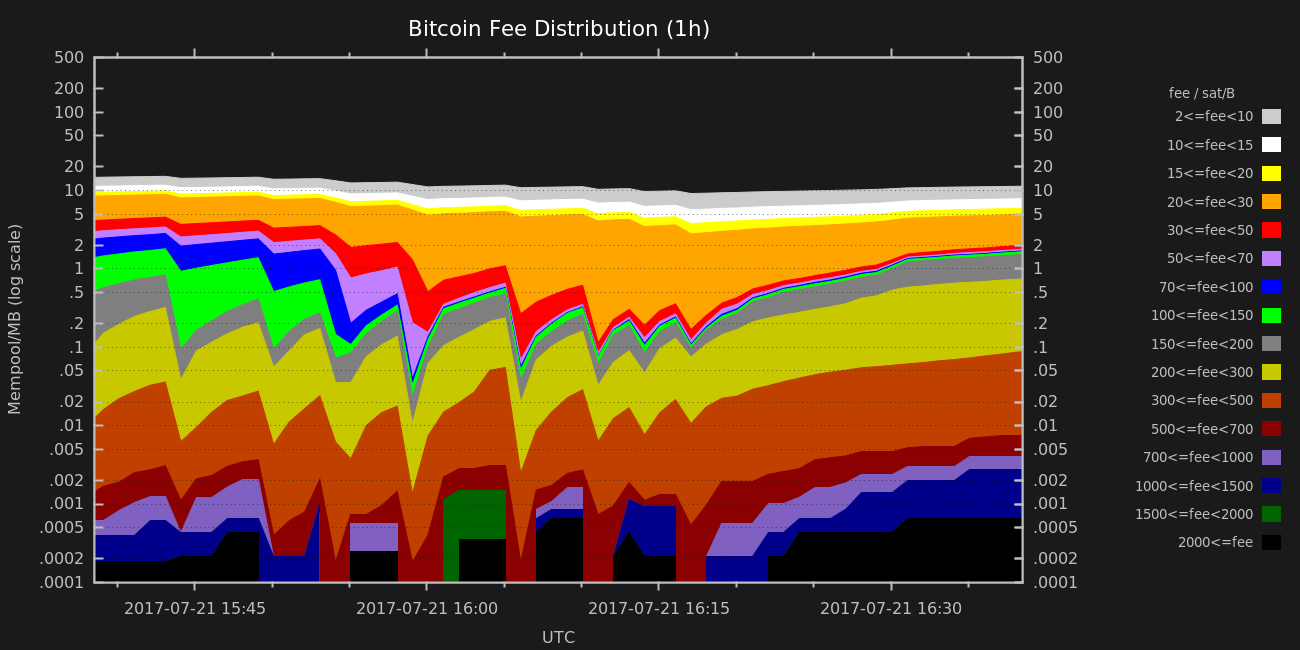 Bitcoin Fee Distribution (1h)
Mempool/MB (log scale)
500
200
100
50
20
10
5
2
1
.5
.2
.1
.05
.02
.01
.005
.002
.001
.0005
.0002
.0001
500
200
100
50
20
10
5
2
1
.5
.2
.1
.05
.02
.01
.005
.002
.001
.0005
.0002
.0001
fee / sat/B
2<=fee<10
10<=fee<15
15<=fee<20
20<=fee<30
30<=fee<50
50<=fee<70
70<=fee<100
100<=fee<150
150<=fee<200
200<=fee<300
300<=fee<500
500<=fee<700
700<=fee<1000
1000<=fee<1500
1500<=fee<2000
2000<=fee
2017-07-21 15:45
2017-07-21 16:00
2017-07-21 16:15
2017-07-21 16:30
UTC